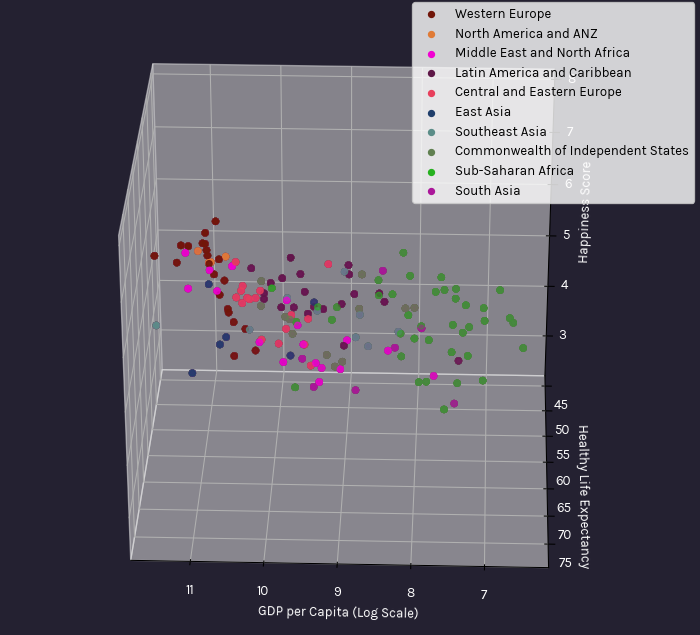 Western Europe
North America and ANZ
Middle East and North Africa
Latin America and Caribbean
Central and Eastern Europe
East Asia
Southeast Asia
Commonwealth of Independent States
Sub-Saharan Africa
South Asia
8
7
6
5
4
3
Happiness Score
45
50
55
60
65
70
75
Healthy Life Expectancy
11 10 9 8 7
GDP per Capita (Log Scale)